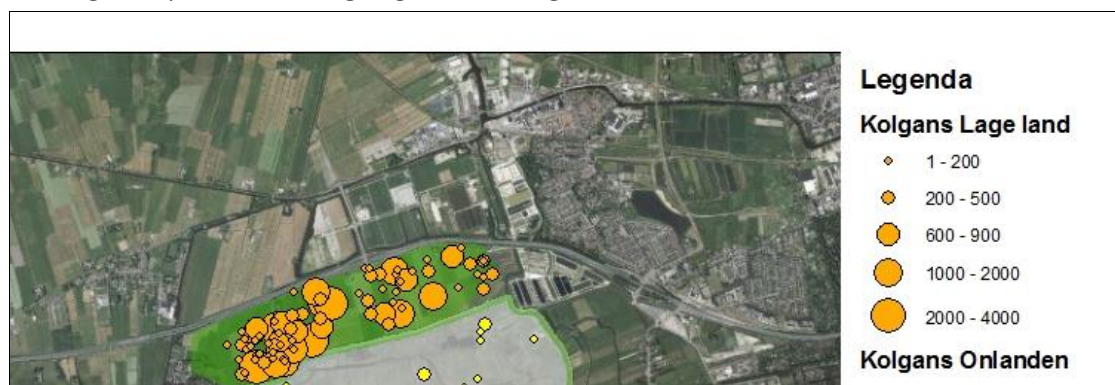 Legenda
Kolgans Lage land
1 - 200
200 - 500
600 - 900
1000 - 2000
2000 - 4000
Kolgans Onlanden